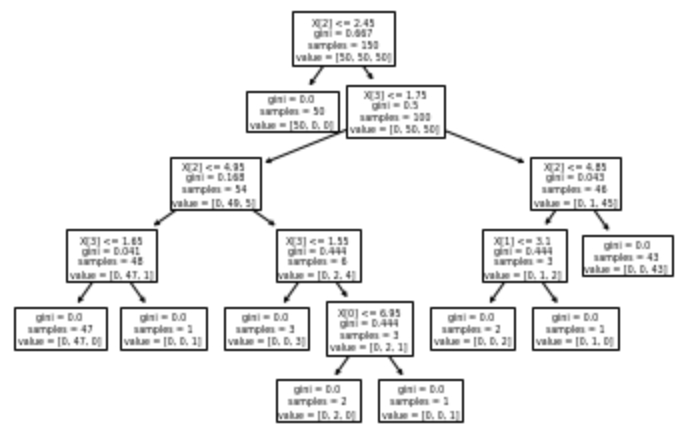 X[2] <= 2.45
gini = 0.667
samples = 150
value = [50, 50, 50]
gini = 0.0
samples = 50
value = [50, 0, 0]
X[3] <= 1.75
gini = 0.5
samples = 100
value = [0, 50, 50]
X[2] <= 4.95
gini = 0.168
samples = 54
value = [0, 49, 5]
X[2] <= 4.85
gini = 0.043
samples = 46
value = [0, 1, 45]
X[3] <= 1.65
gini = 0.041
samples = 48
value = [0, 47, 1]
X[3] <= 1.55
gini = 0.444
samples = 6
value = [0, 2, 4]
X[1] <= 3.1
gini = 0.444
samples = 3
value = [0, 1, 2]
gini = 0.0
samples = 43
value = [0, 0, 43]
gini = 0.0
samples = 47
value = [0, 47, 0]
gini = 0.0
samples = 1
value = [0, 0, 1]
gini = 0.0
samples = 3
value = [0, 0, 3]
X[0] <= 6.95
gini = 0.444
samples = 3
value = [0, 2, 1]
gini = 0.0
samples = 2
value = [0, 0, 2]
gini = 0.0
samples = 1
value = [0, 1, 0]
gini = 0.0
samples = 2
value = [0, 2, 0]
gini = 0.0
samples = 1
value = [0, 0, 1]